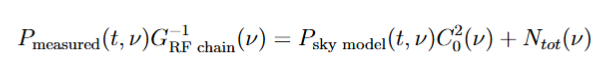 P_measured(t, ν)G^{-1}_{RF chain}(ν) = P_sky model(t, ν)C_0^2(ν) + N_tot(ν)